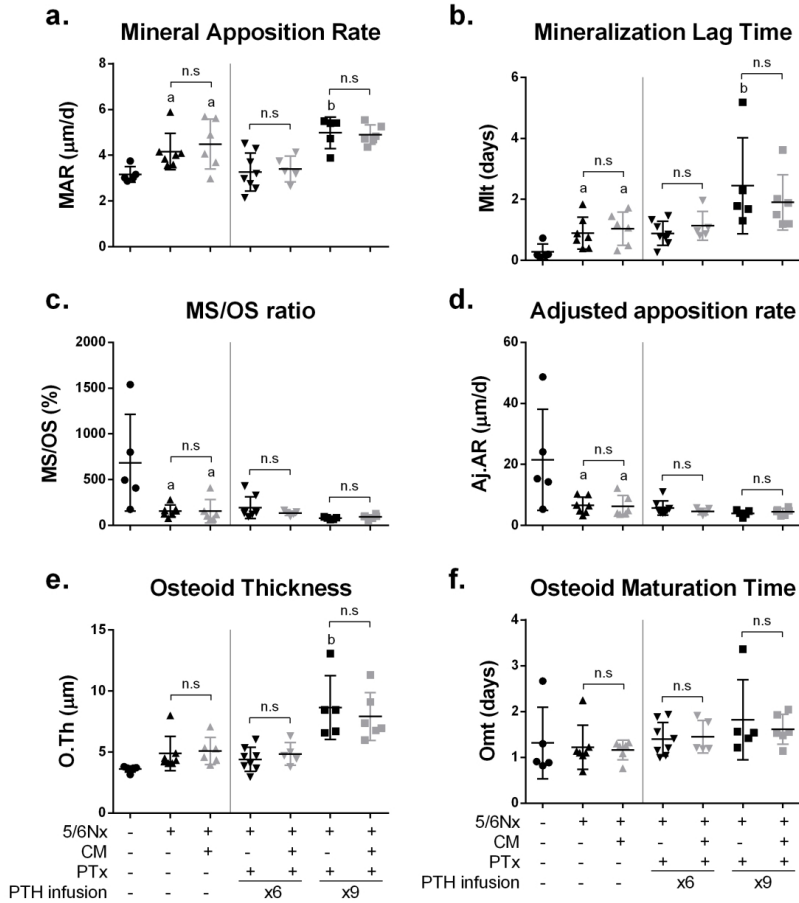 a. Mineral Apposition Rate
MAR (μm/d)
6
4
2
0
a
a
n.s
n.s
b
n.s
b. Mineralization Lag Time
Mlt (days)
6
4
2
0
a
a
n.s
n.s
b
n.s
c. MS/OS ratio
MS/OS (%)
2000
1500
1000
500
0
a
a
n.s
n.s
n.s
d. Adjusted apposition rate
Aj.AR (μm/d)
60
40
20
0
a
a
n.s
n.s
n.s
e. Osteoid Thickness
O.Th (μm)
15
10
5
0
n.s
n.s
b
n.s
5/6Nx - + + + + + +
CM - - + - + - +
PTx - - - + + + +
PTH infusion - - - x6 x9
f. Osteoid Maturation Time
Omt (days)
4
3
2
1
0
n.s
n.s
n.s
5/6Nx - + + + + + +
CM - - + - + - +
PTx - - - + + + +
PTH infusion - - - x6 x9